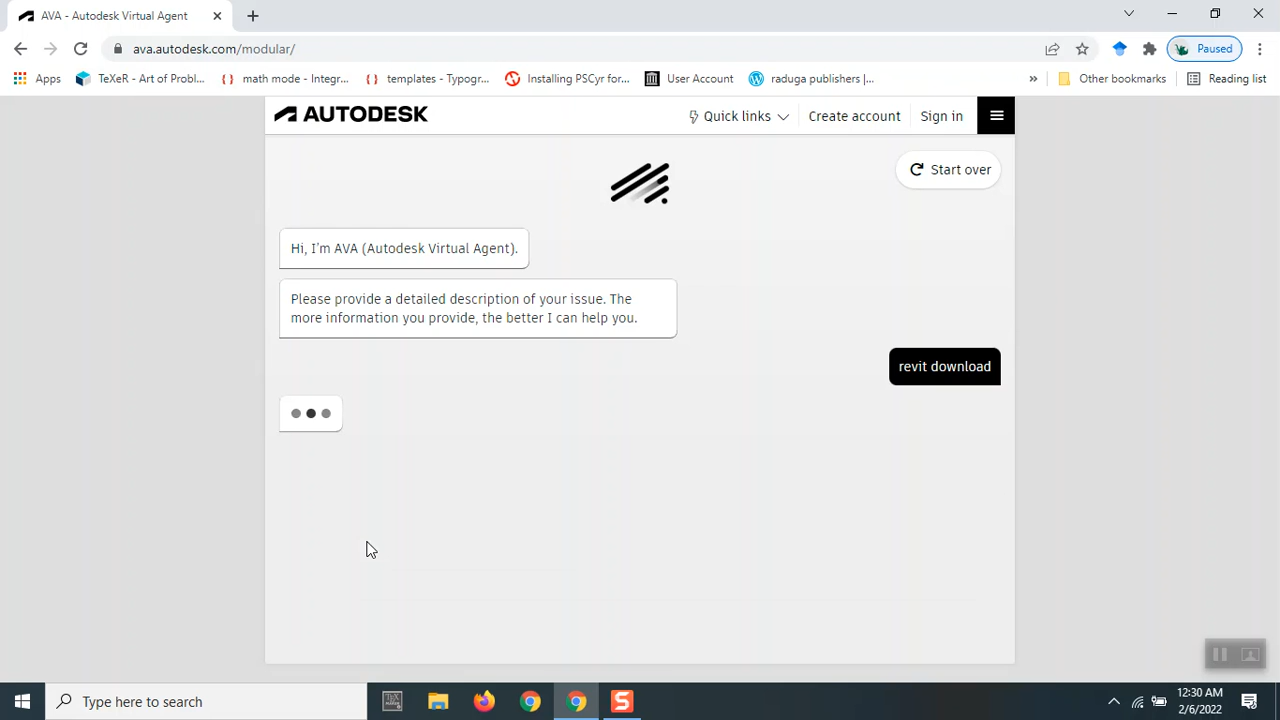 AVA - Autodesk Virtual Agent
ava.autodesk.com/modular/
Paused
Apps
TeXeR - Art of Probl...
math mode - Integr...
templates - Typogr...
Installing PSCyr for...
User Account
raduga publishers |...
»
Other bookmarks
Reading list
AUTODESK
Quick links
Create account
Sign in
Start over
Hi, I'm AVA (Autodesk Virtual Agent).
Please provide a detailed description of your issue. The
more information you provide, the better I can help you.
revit download
Type here to search
12:30 AM
2/6/2022